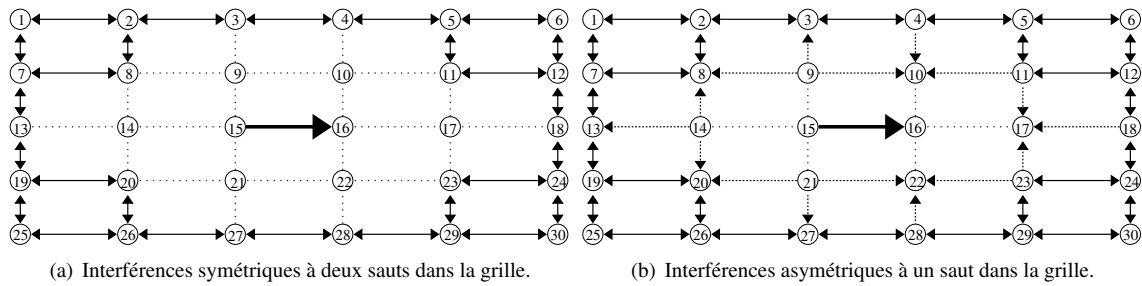 1 2 3 4 5 6
7 8 9 10 11 12
13 14 15 16 17 18
19 20 21 22 23 24
25 26 27 28 29 30
(a) Interférences symétriques à deux sauts dans la grille.
1 2 3 4 5 6
7 8 9 10 11 12
13 14 15 16 17 18
19 20 21 22 23 24
25 26 27 28 29 30
(b) Interférences asymétriques à un saut dans la grille.